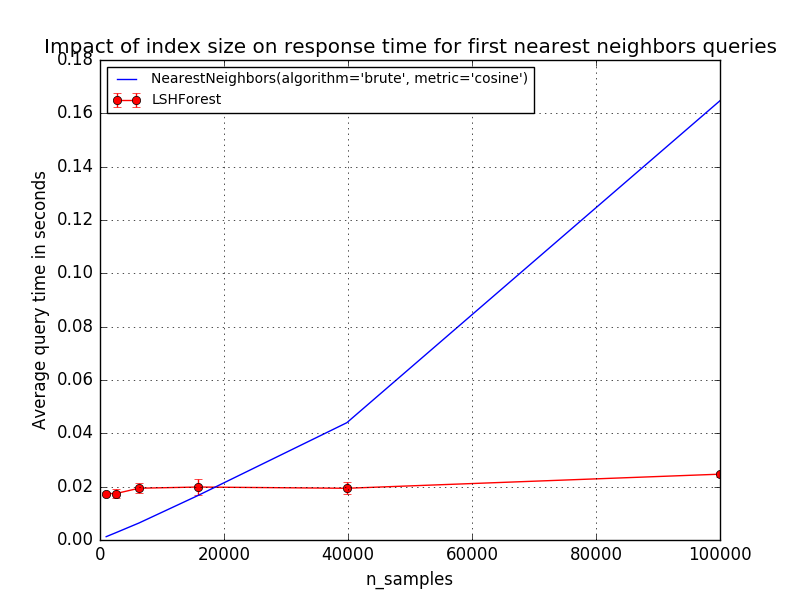 Impact of index size on response time for first nearest neighbors queries
NearestNeighbors(algorithm='brute', metric='cosine')
LSHForest
Average query time in seconds
0.18
0.16
0.14
0.12
0.10
0.08
0.06
0.04
0.02
0.00
0 20000 40000 60000 80000 100000
n_samples